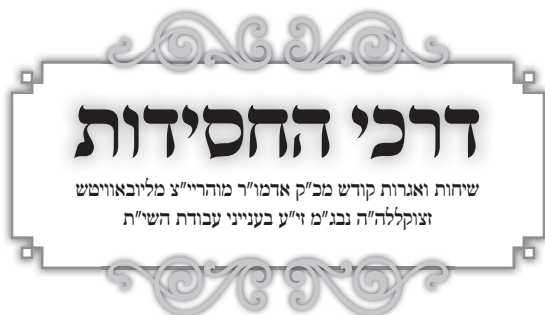 דרכי החסידות
שיחות ואגרות קודש מכ"ק אדמו"ר מוהריי"צ מליובאוויטש
זצוקללה"ה נבג"מ זי"ע בענייני עבודת השי"ת